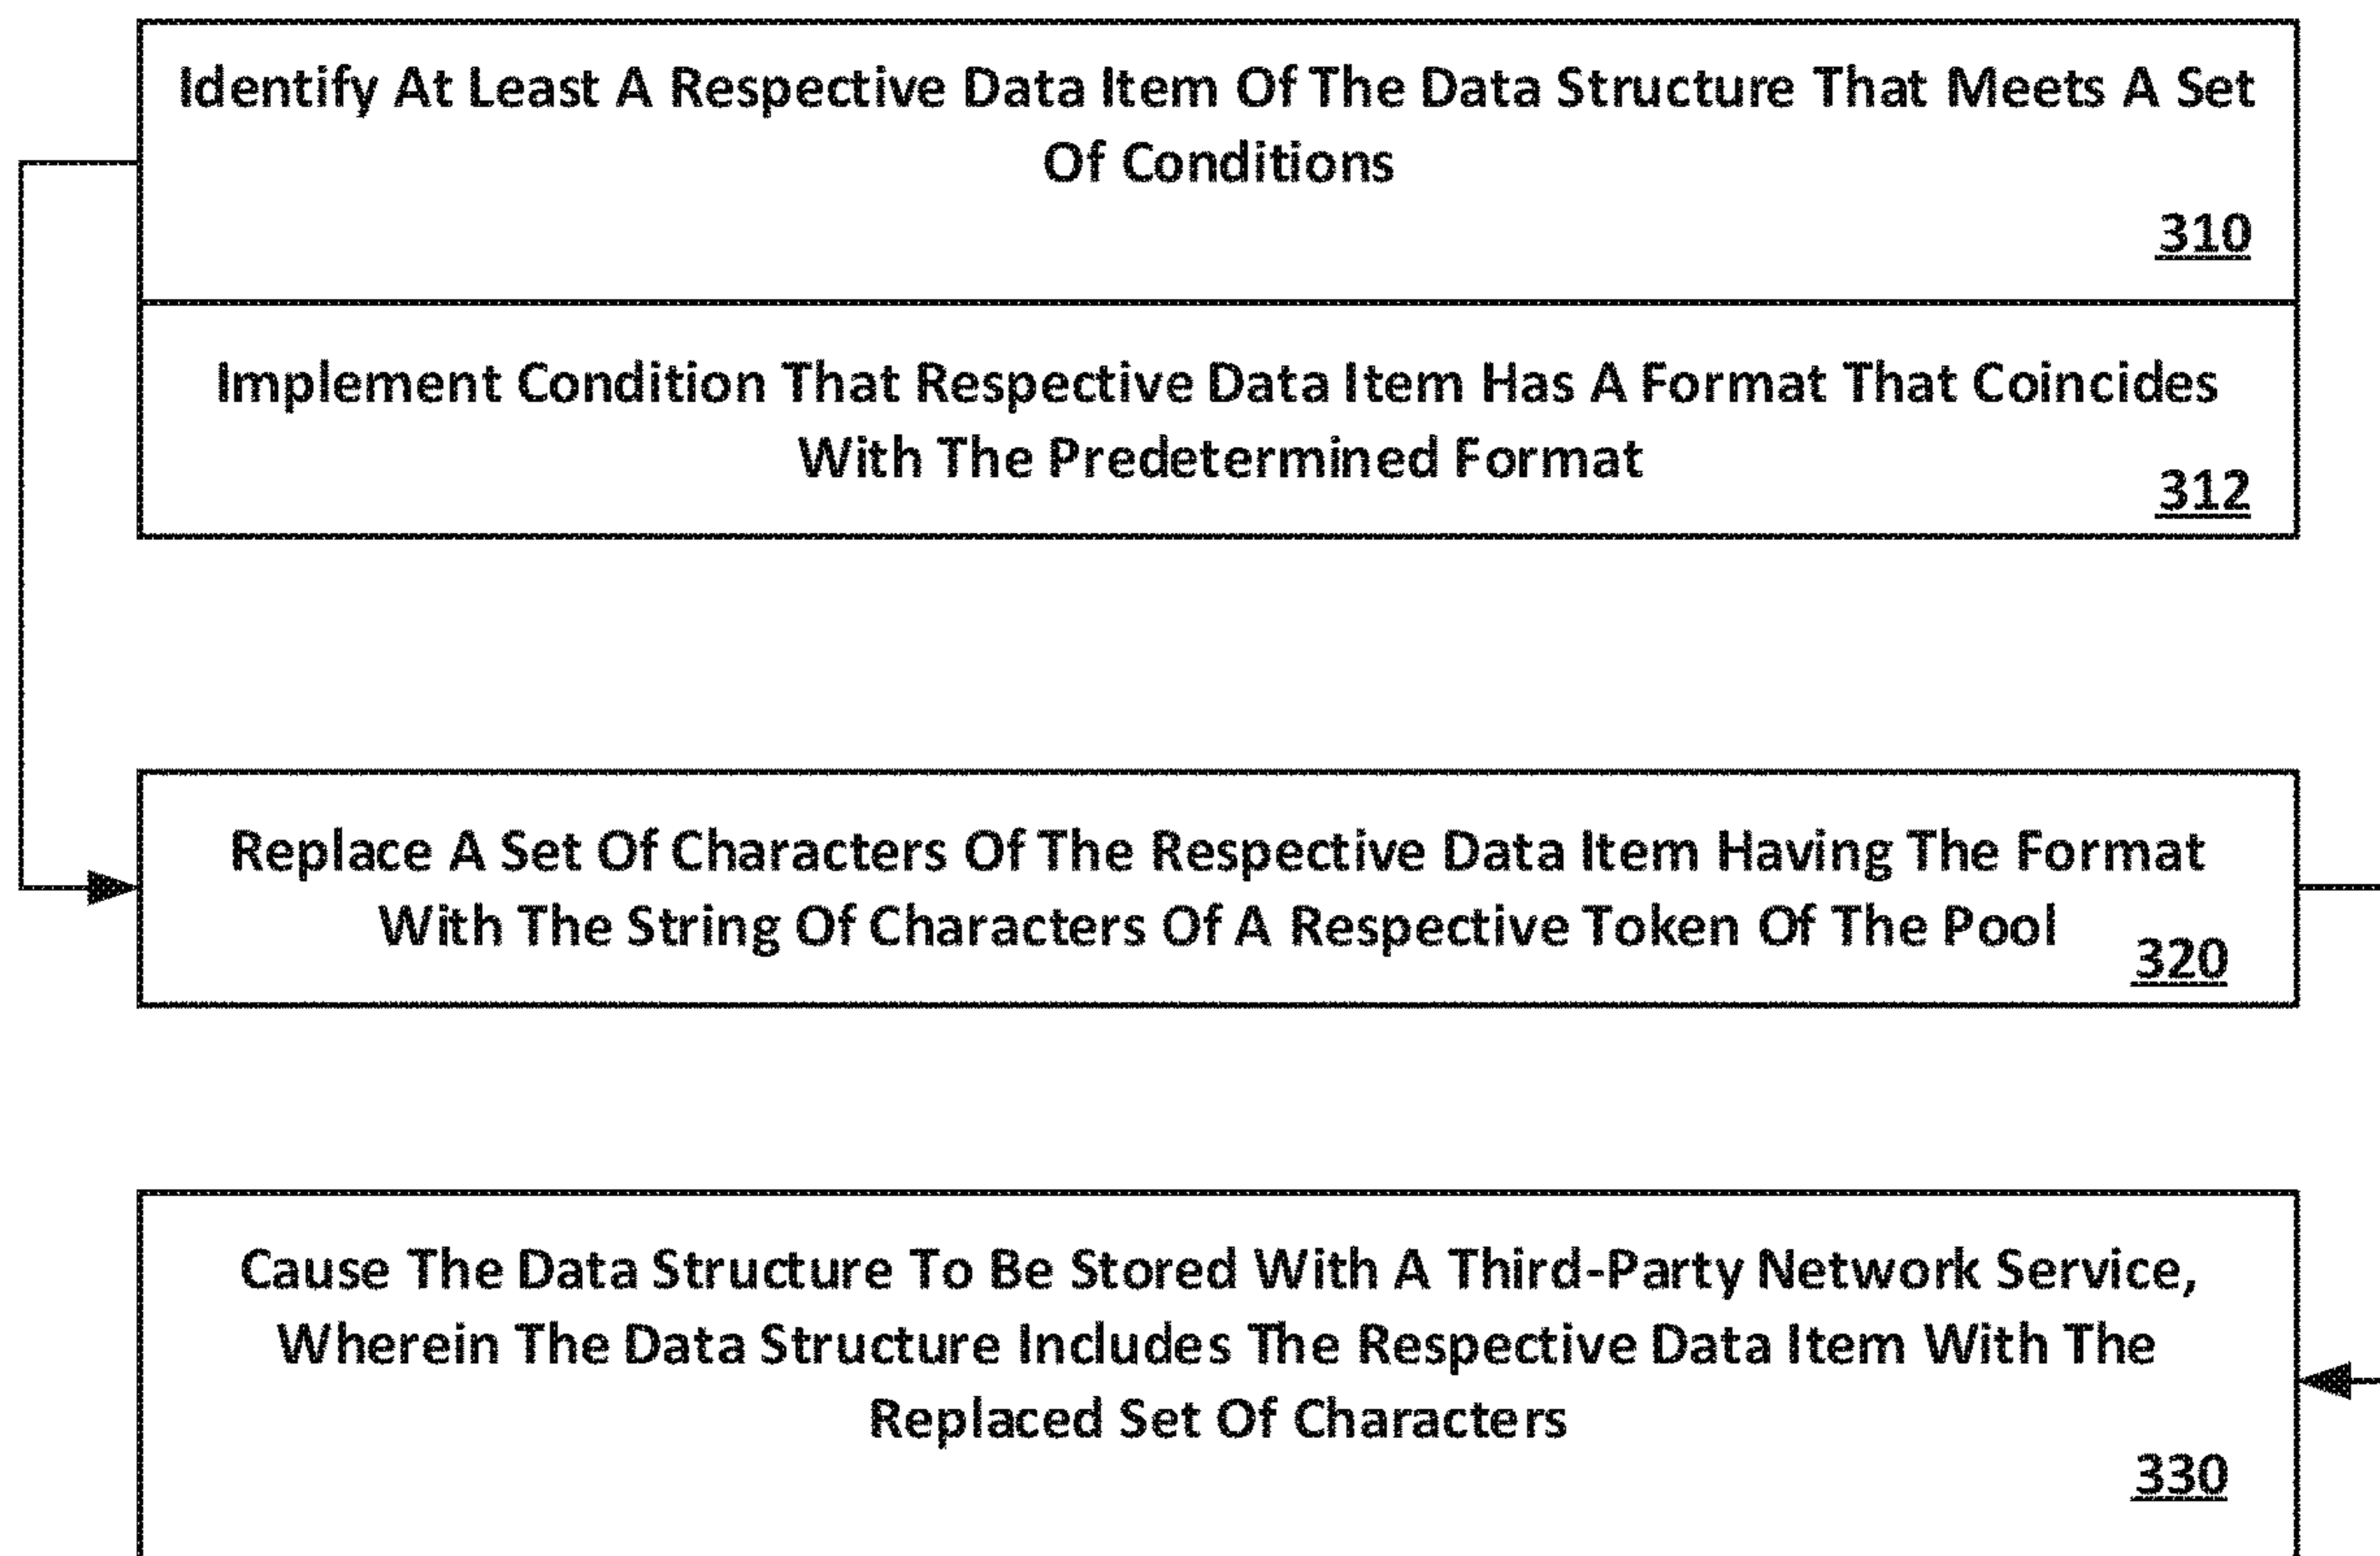 Identify At Least A Respective Data Item Of The Data Structure That Meets A Set
Of Conditions
310
Implement Condition That Respective Data Item Has A Format That Coincides
With The Predetermined Format
312
Replace A Set Of Characters Of The Respective Data Item Having The Format
With The String Of Characters Of A Respective Token Of The Pool
320
Cause The Data Structure To Be Stored With A Third-Party Network Service,
Wherein The Data Structure Includes The Respective Data Item With The
Replaced Set Of Characters
330